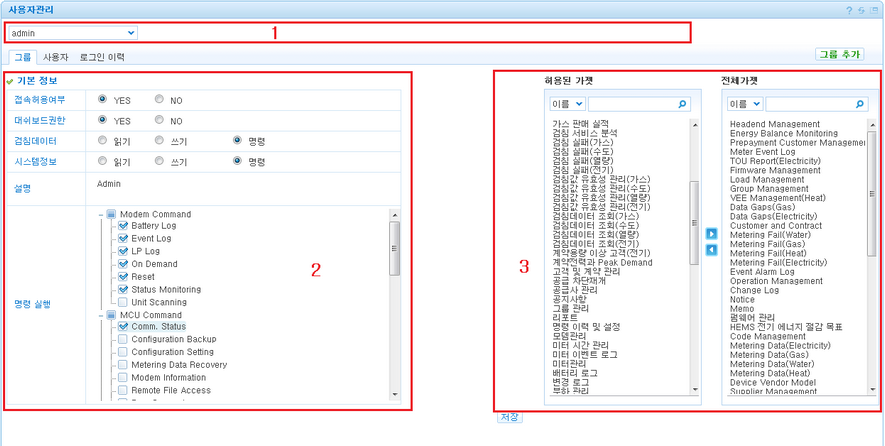 사용자관리
admin
1
그룹 사용자 로그인 이력
그룹 추가
기본 정보
접속허용여부 YES NO
대쉬보드권한 YES NO
검침데이터 읽기 쓰기 명령
시스템정보 읽기 쓰기 명령
설명 Admin
명령 실행
Modem Command
Battery Log
Event Log
LP Log
On Demand
Reset
Status Monitoring
Unit Scanning
MCU Command
Comm. Status
Configuration Backup
Configuration Setting
Metering Data Recovery
Modem Information
Remote File Access
2
허용된 가젯
이름
가스 판매 실적
검침 서비스 분석
검침 실패(가스)
검침 실패(수도)
검침 실패(열량)
검침 실패(전기)
검침값 유효성 관리(가스)
검침값 유효성 관리(수도)
검침값 유효성 관리(열량)
검침값 유효성 관리(전기)
검침데이터 조회(가스)
검침데이터 조회(수도)
검침데이터 조회(열량)
검침데이터 조회(전기)
계약용량 이상 고객(전기)
계약전력과 Peak Demand
고객 및 계약 관리
공급 차단재개
공급사 관리
공지사항
그룹 관리
리포트
명령 이력 및 설정
모뎀관리
미터 시간 관리
미터 이벤트 로그
미터관리
배터리 로그
변경 로그
부하 관리
3
전체가젯
이름
Headend Management
Energy Balance Monitoring
Prepayment Customer Managemen
Meter Event Log
TOU Report(Electricity)
Firmware Management
Load Management
Group Management
VEE Management(Heat)
Data Gaps(Gas)
Data Gaps(Electricity)
Customer and Contract
Metering Fail(Water)
Metering Fail(Gas)
Metering Fail(Heat)
Metering Fail(Electricity)
Event Alarm Log
Operation Management
Change Log
Notice
Memo
펌웨어 관리
HEMS 전기 에너지 절감 목표
Code Management
Metering Data(Electricity)
Metering Data(Gas)
Metering Data(Water)
Metering Data(Heat)
Device Vendor Model
Supplier Management
저장